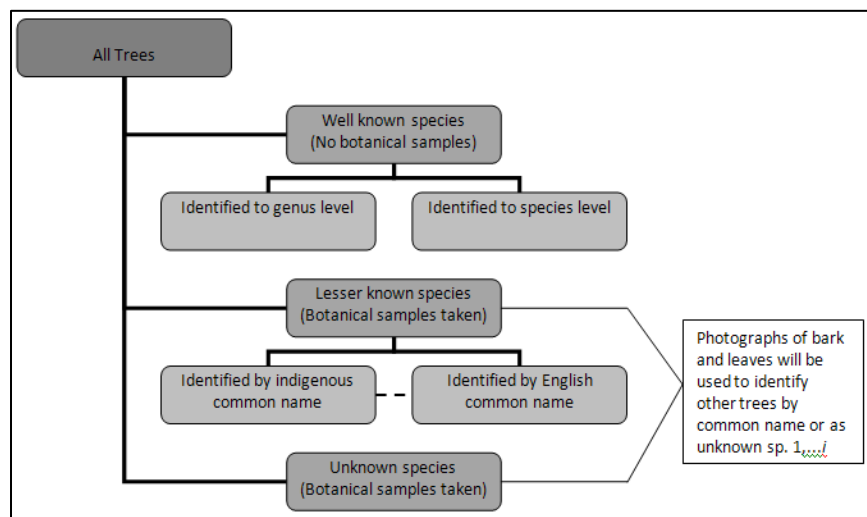 All Trees
Well known species
(No botanical samples)
Identified to genus level
Identified to species level
Lesser known species
(Botanical samples taken)
Identified by indigenous
common name
Identified by English
common name
Unknown species
(Botanical samples taken)
Photographs of bark
and leaves will be
used to identify
other trees by
common name or as
unknown sp. 1,...i